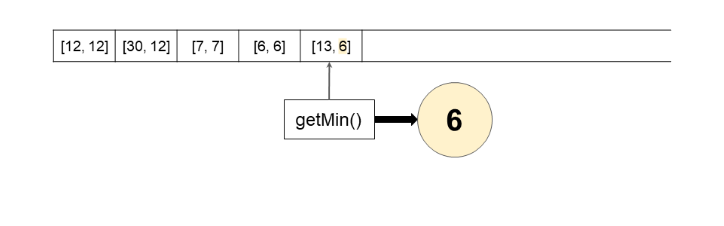 [12, 12] [30, 12] [7, 7] [6, 6] [13, 6]
getMin() 6